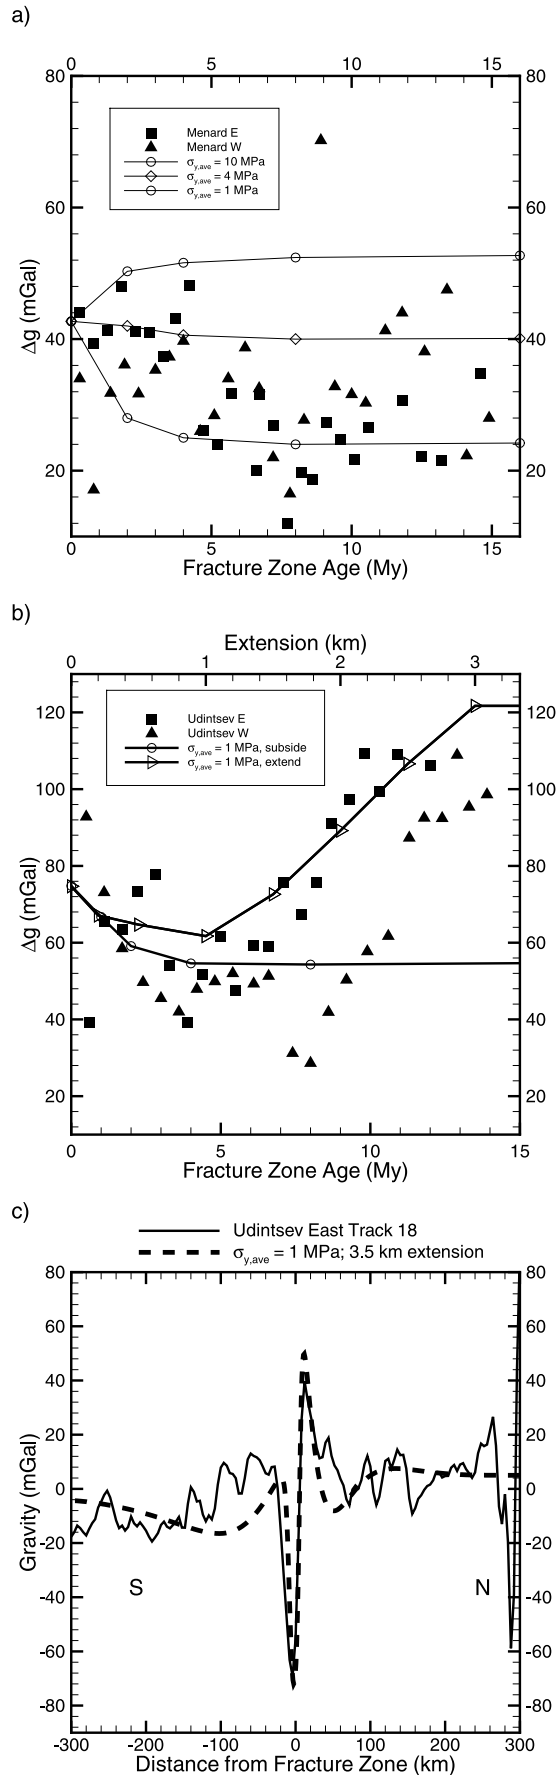 a)
0 5 10 15
80 80
60 60
40 40
20 20
Δg (mGal)
Menard E
Menard W
σy,ave = 10 MPa
σy,ave = 4 MPa
σy,ave = 1 MPa
0 5 10 15
Fracture Zone Age (My)
b)
Extension (km)
0 1 2 3
120 120
100 100
80 80
60 60
40 40
20 20
Δg (mGal)
Udintsev E
Udintsev W
σy,ave = 1 MPa, subside
σy,ave = 1 MPa, extend
0 5 10 15
Fracture Zone Age (My)
c)
Udintsev East Track 18
σy,ave = 1 MPa; 3.5 km extension
80 80
60 60
40 40
20 20
0 0
-20 -20
-40 -40
-60 -60
-80 -80
Gravity (mGal)
S N
-300 -200 -100 0 100 200 300
Distance from Fracture Zone (km)